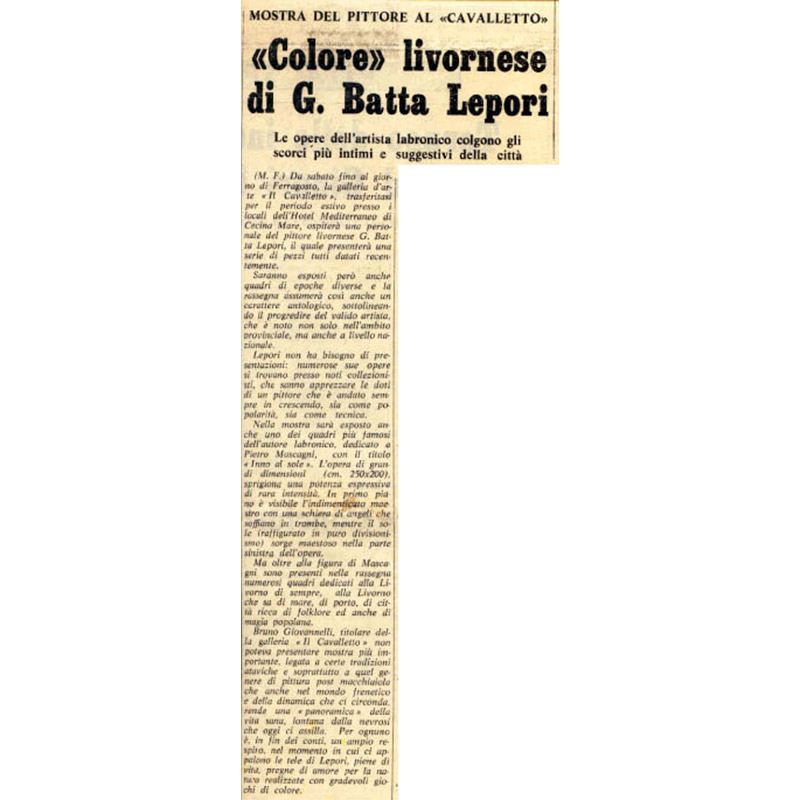 MOSTRA DEL PITTORE AL «CAVALLETTO»
«Colore» livornese
di G. Batta Lepori
Le opere dell'artista labronico colgono gli
scorci più intimi e suggestivi della città
(M. F.) Da sabato fino al gior-
no di Ferragosto, la galleria d'ar-
te «Il Cavalletto», trasferitasi
per il periodo estivo presso i
locali dell'Hotel Mediterraneo di
Cecina Mare, ospiterà una perso-
nale del pittore livornese G. Bat-
ta Lepori, il quale presenterà una
serie di pezzi tutti datati recen-
temente.
Saranno esposti però anche
quadri di epoche diverse e la
rassegna assumerà così anche un
carattere antologico, sottolinean-
do il progredire del valido artista,
che è noto non solo nell'ambito
provinciale, ma anche a livello na-
zionale.
Lepori non ha bisogno di pre-
sentazioni: numerose sue opere
si trovano presso noti collezioni-
sti, che sanno apprezzare le doti
di un pittore che è andato sem-
pre in crescendo, sia come po-
polarità, sia come tecnica.
Nella mostra sarà esposto an-
che uno dei quadri più famosi
dell'autore labronico, dedicato a
Pietro Mascagni, con il titolo
«Inno al sole». L'opera di gran-
di dimensioni (cm. 250x200),
sprigiona una potenza espressiva
di rara intensità. In primo pia-
no è visibile l'indimenticato mae-
stro con una schiera di angeli che
soffiano in trombe, mentre il so-
le (raffigurato in puro divisioni-
smo) sorge maestoso nella parte
sinistra dell'opera.
Ma oltre alla figura di Masca-
gni sono presenti nella rassegna
numerosi quadri dedicati alla Li-
vorno di sempre, alla Livorno
che sa di mare, di porto, di cit-
tà ricca di folklore ed anche di
magia popolana.
Bruno Giovannelli, titolare del-
la galleria «Il Cavalletto» non
poteva presentare mostra più im-
portante, legata a certe tradizioni
ataviche e soprattutto a quel ge-
nere di pittura post macchiaiola
che anche nel mondo frenetico
e della dinamica che ci circonda,
rende una «panoramica» della
vita sana, lontana dalla nevrosi
che oggi ci assilla. Per ognuno
è, in fin dei conti, un ampio re-
spiro, nel momento in cui ci ap-
paiono le tele di Lepori, piene di
vita, pregne di amore per la na-
tura realizzate con gradevoli gio-
chi di colore.